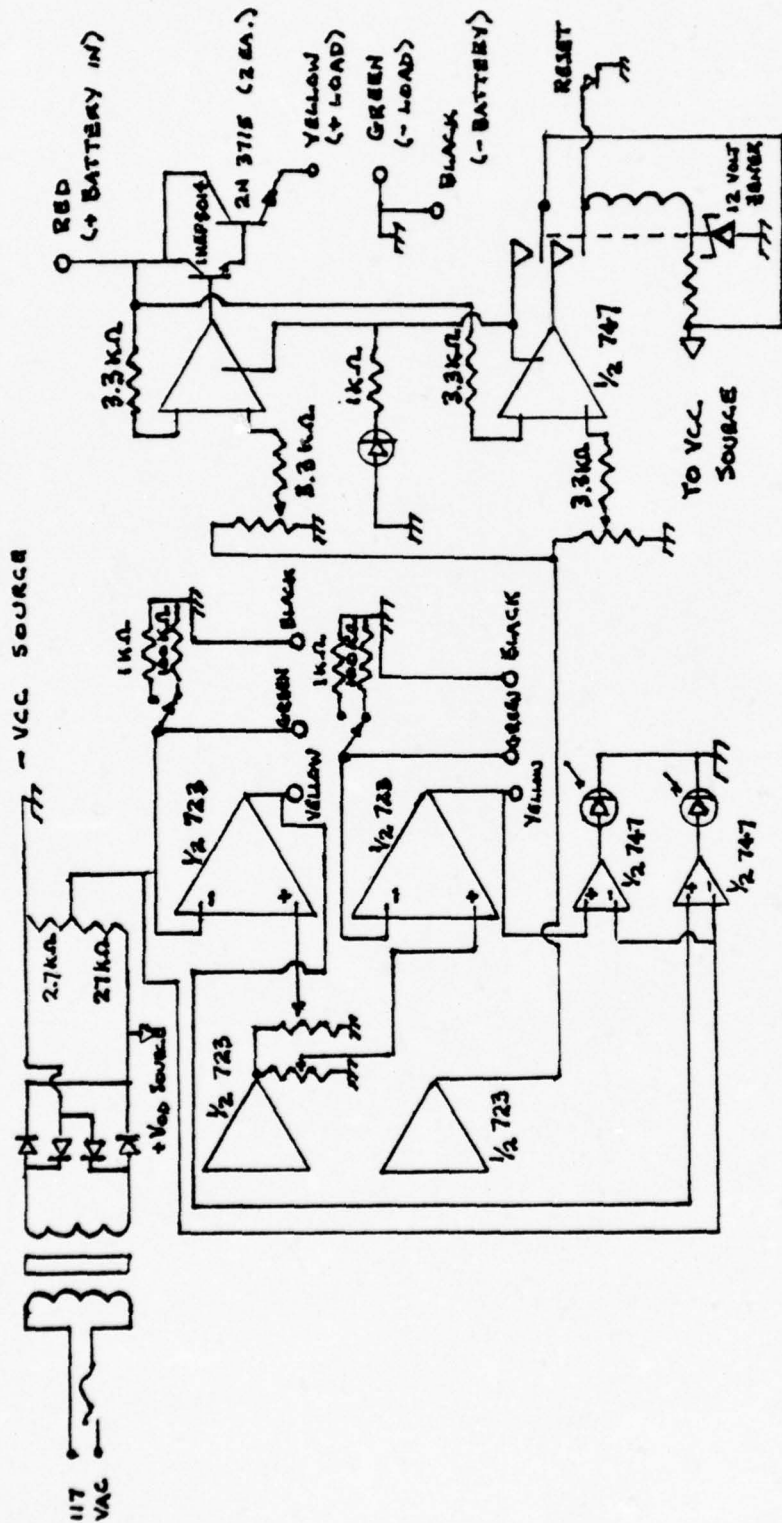 117
VAC
- VCC SOURCE
2.7KΩ
27KΩ
+VDD SOURCE
1KΩ
100KΩ
BLACK
GREEN
YELLOW
½ 723
-
+
½ 723
1KΩ
100KΩ
BLACK
GREEN
YELLOW
½ 723
-
+
½ 723
+
-
½ 747
+
-
½ 747
RED
(+ BATTERY IN)
3.3KΩ
2N 3715 (2 EA.)
YELLOW
(+ LOAD)
3.3KΩ
GREEN
(- LOAD)
BLACK
(- BATTERY)
1KΩ
3.3KΩ
½ 747
3.3KΩ
RESET
12 VOLT
ZENER
TO VCC
SOURCE